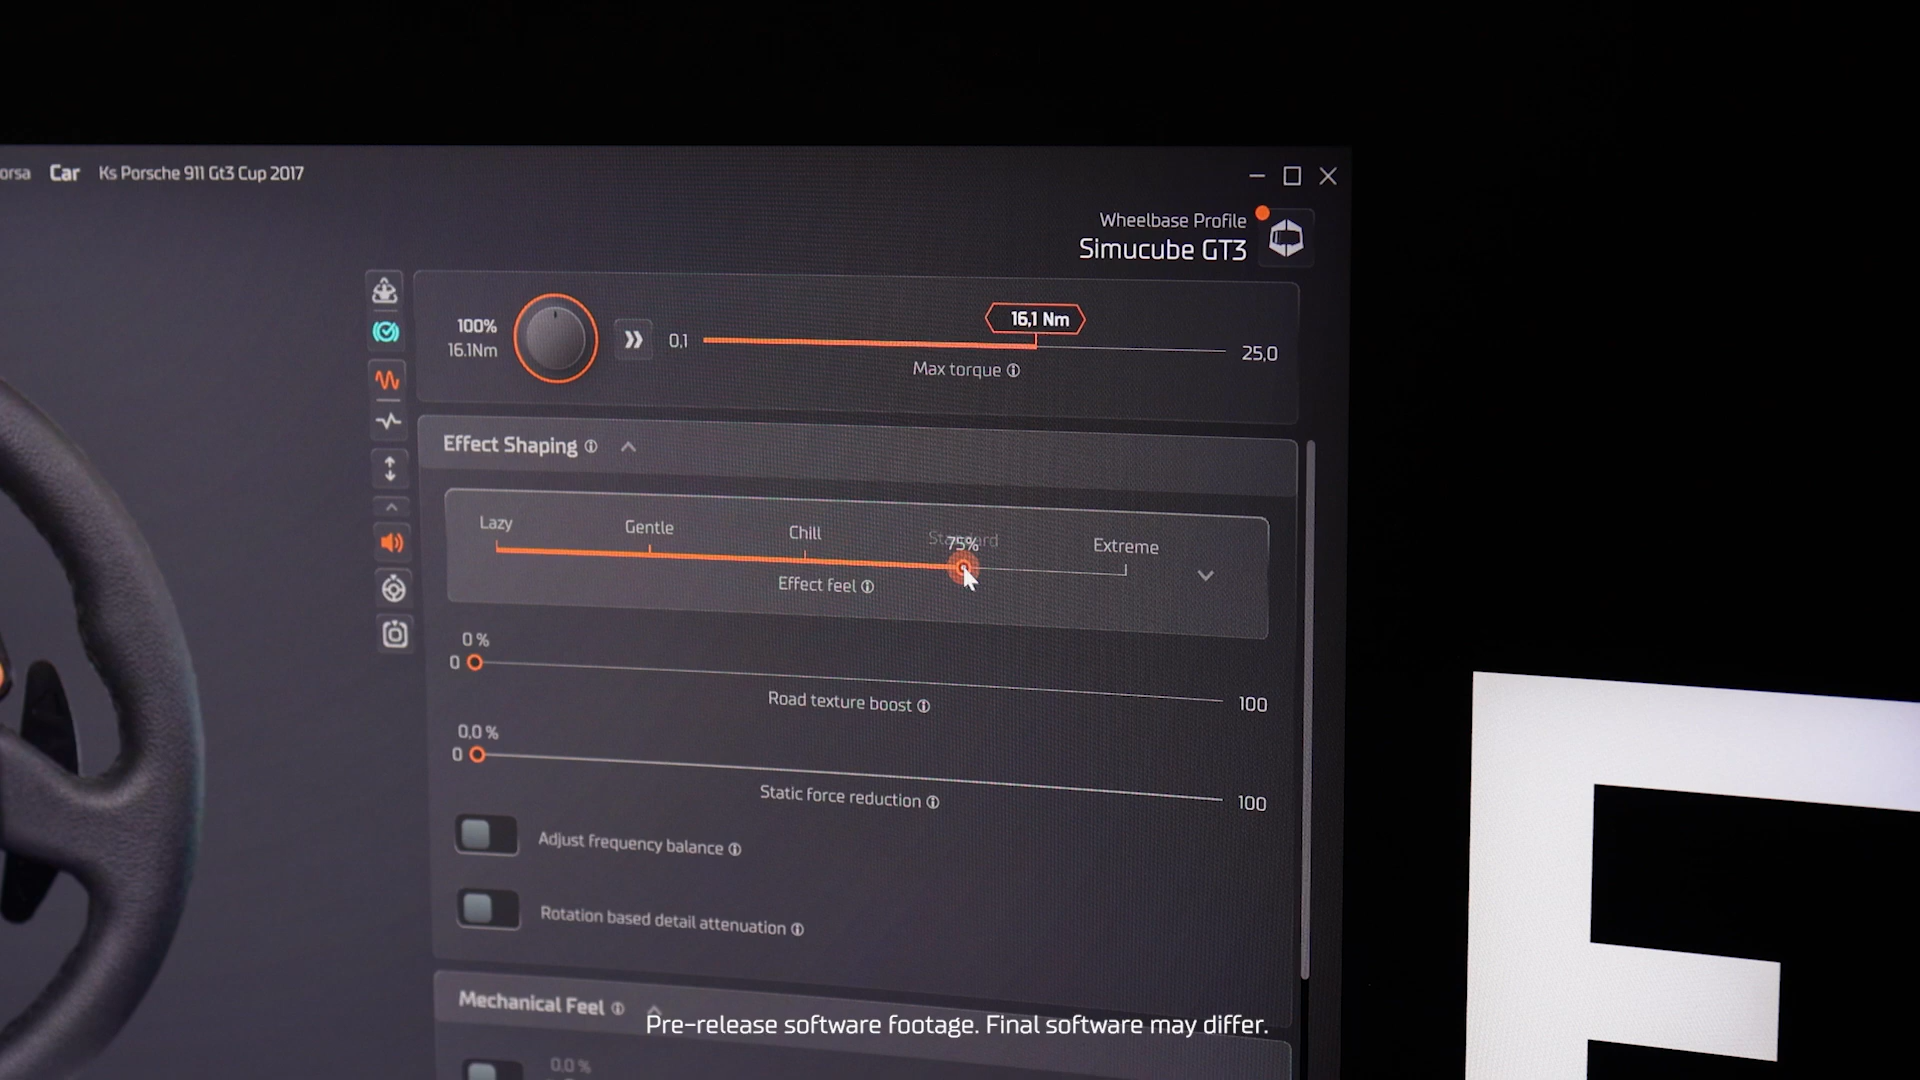 orsa Car Ks Porsche 911 Gt3 Cup 2017
Wheelbase Profile
Simucube GT3
100%
16.1Nm
0,1
16,1 Nm
25,0
Max torque
Effect Shaping
Lazy Gentle Chill Standard Extreme
75%
Effect feel
0 %
0
100
Road texture boost
0,0 %
0
100
Static force reduction
Adjust frequency balance
Rotation based detail attenuation
Mechanical Feel
Pre-release software footage. Final software may differ.
0,0 %